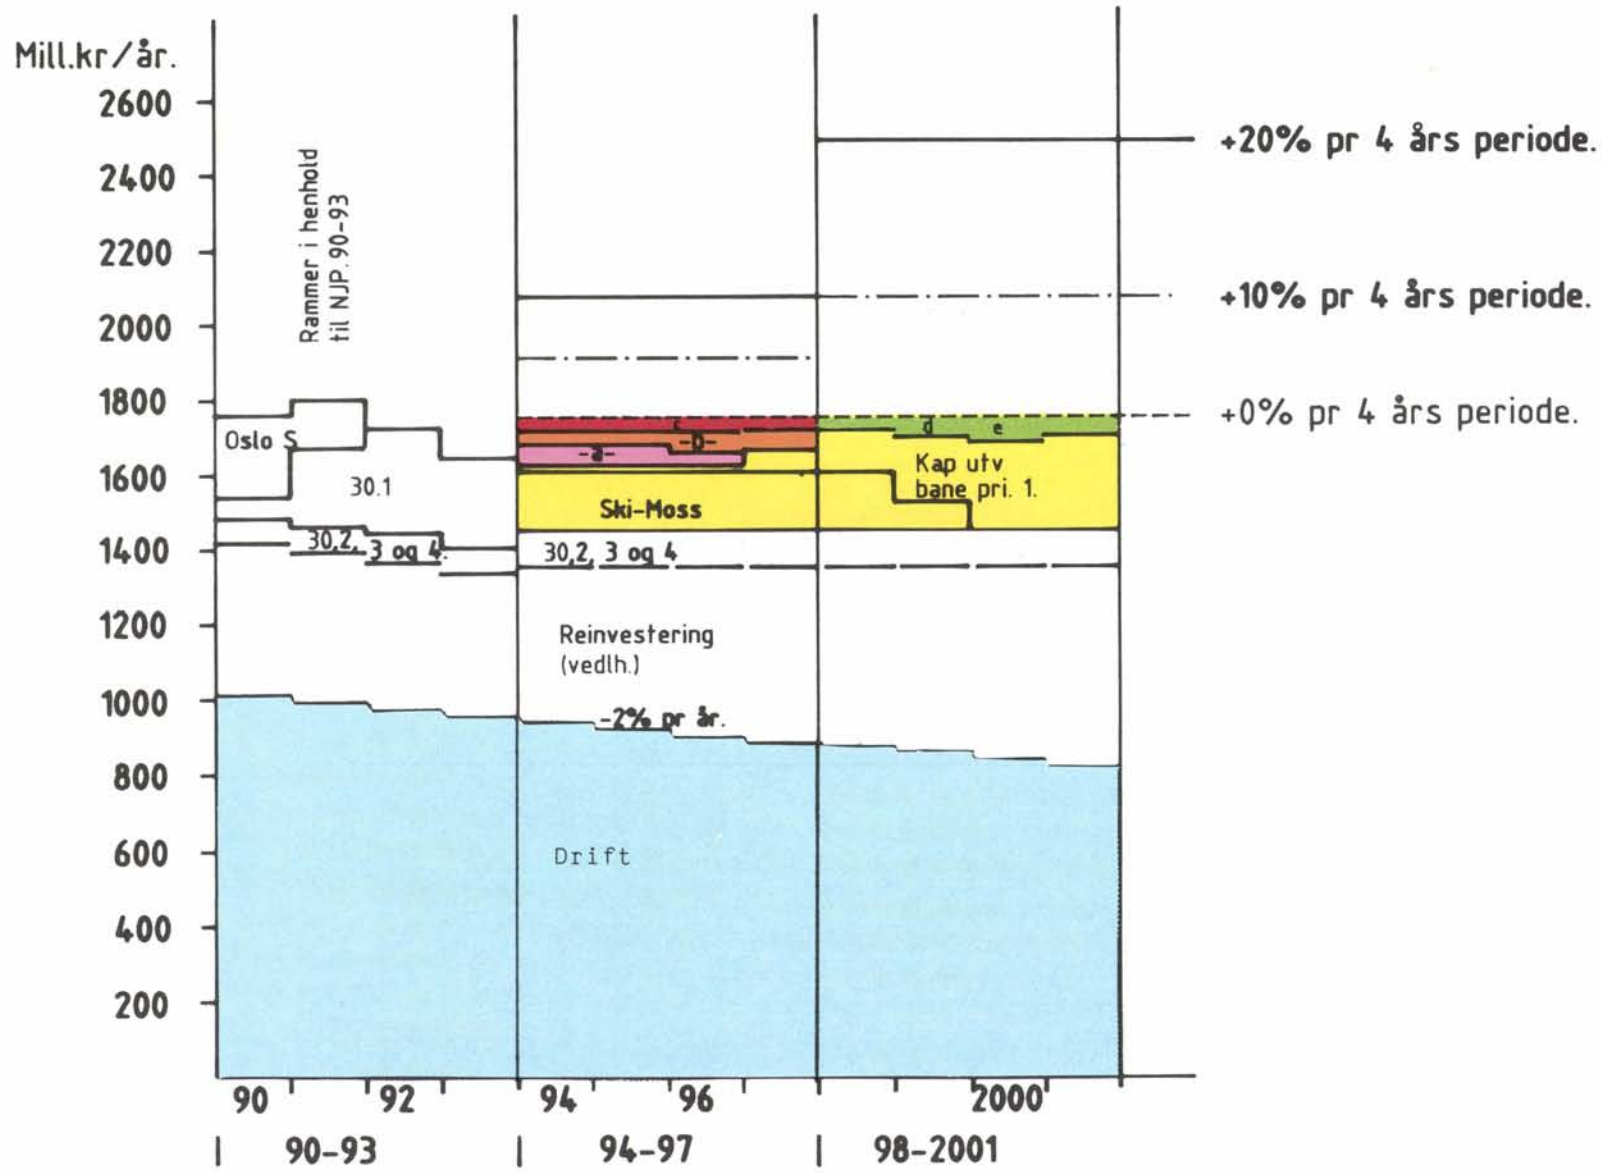 Mill.kr/år.
2600
2400
2200
2000
1800
1600
1400
1200
1000
800
600
400
200
Rammer i henhold
til NJP. 90-93
+20% pr 4 års periode.
+10% pr 4 års periode.
+0% pr 4 års periode.
Oslo S
30.1
30,2, 3 og 4.
c
-b-
-a-
Ski-Moss
30,2, 3 og 4
d
e
Kap utv
bane pri. 1.
Reinvestering
(vedlh.)
-2% pr år.
Drift
90
92
94
96
2000
90-93
94-97
98-2001